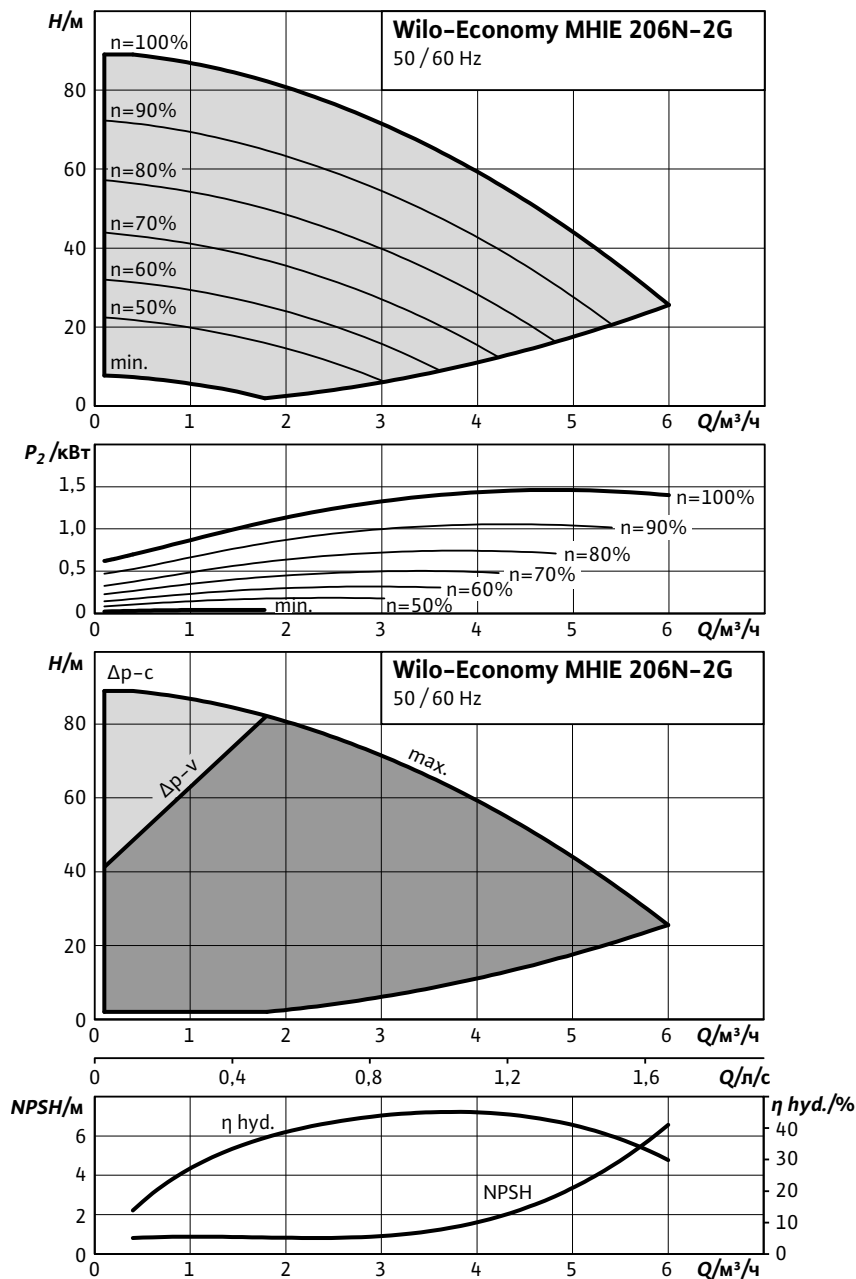 H/м
Wilo-Economy MHIE 206N-2G
50 / 60 Hz
n=100%
80
n=90%
60
n=80%
n=70%
40
n=60%
n=50%
20
min.
0
0 1 2 3 4 5 6 Q/м³/ч
P₂ /кВт
1,5
n=100%
1,0
n=90%
n=80%
0,5
n=70%
n=60%
min.
n=50%
0
0 1 2 3 4 5 6 Q/м³/ч
H/м
Δp-c
Wilo-Economy MHIE 206N-2G
50 / 60 Hz
80
max.
Δp-v
60
40
20
0
0 1 2 3 4 5 6 Q/м³/ч
0 0,4 0,8 1,2 1,6 Q/л/с
NPSH/м
η hyd./%
η hyd.
6
40
30
4
NPSH
20
2
10
0
0
0 1 2 3 4 5 6 Q/м³/ч